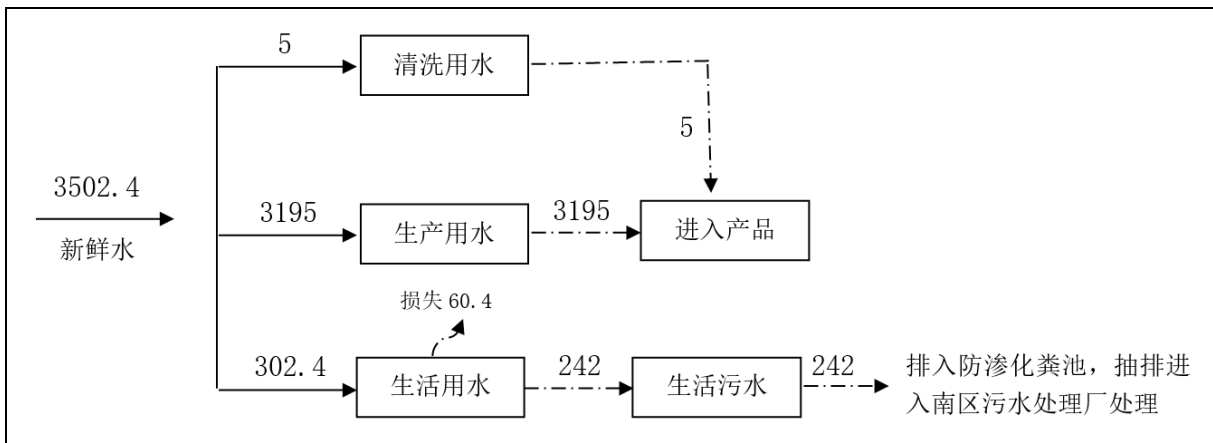 5
清洗用水
5
3502.4
新鲜水
3195
生产用水
3195
进入产品
损失 60.4
302.4
生活用水
242
生活污水
242
排入防渗化粪池，抽排进
入南区污水处理厂处理